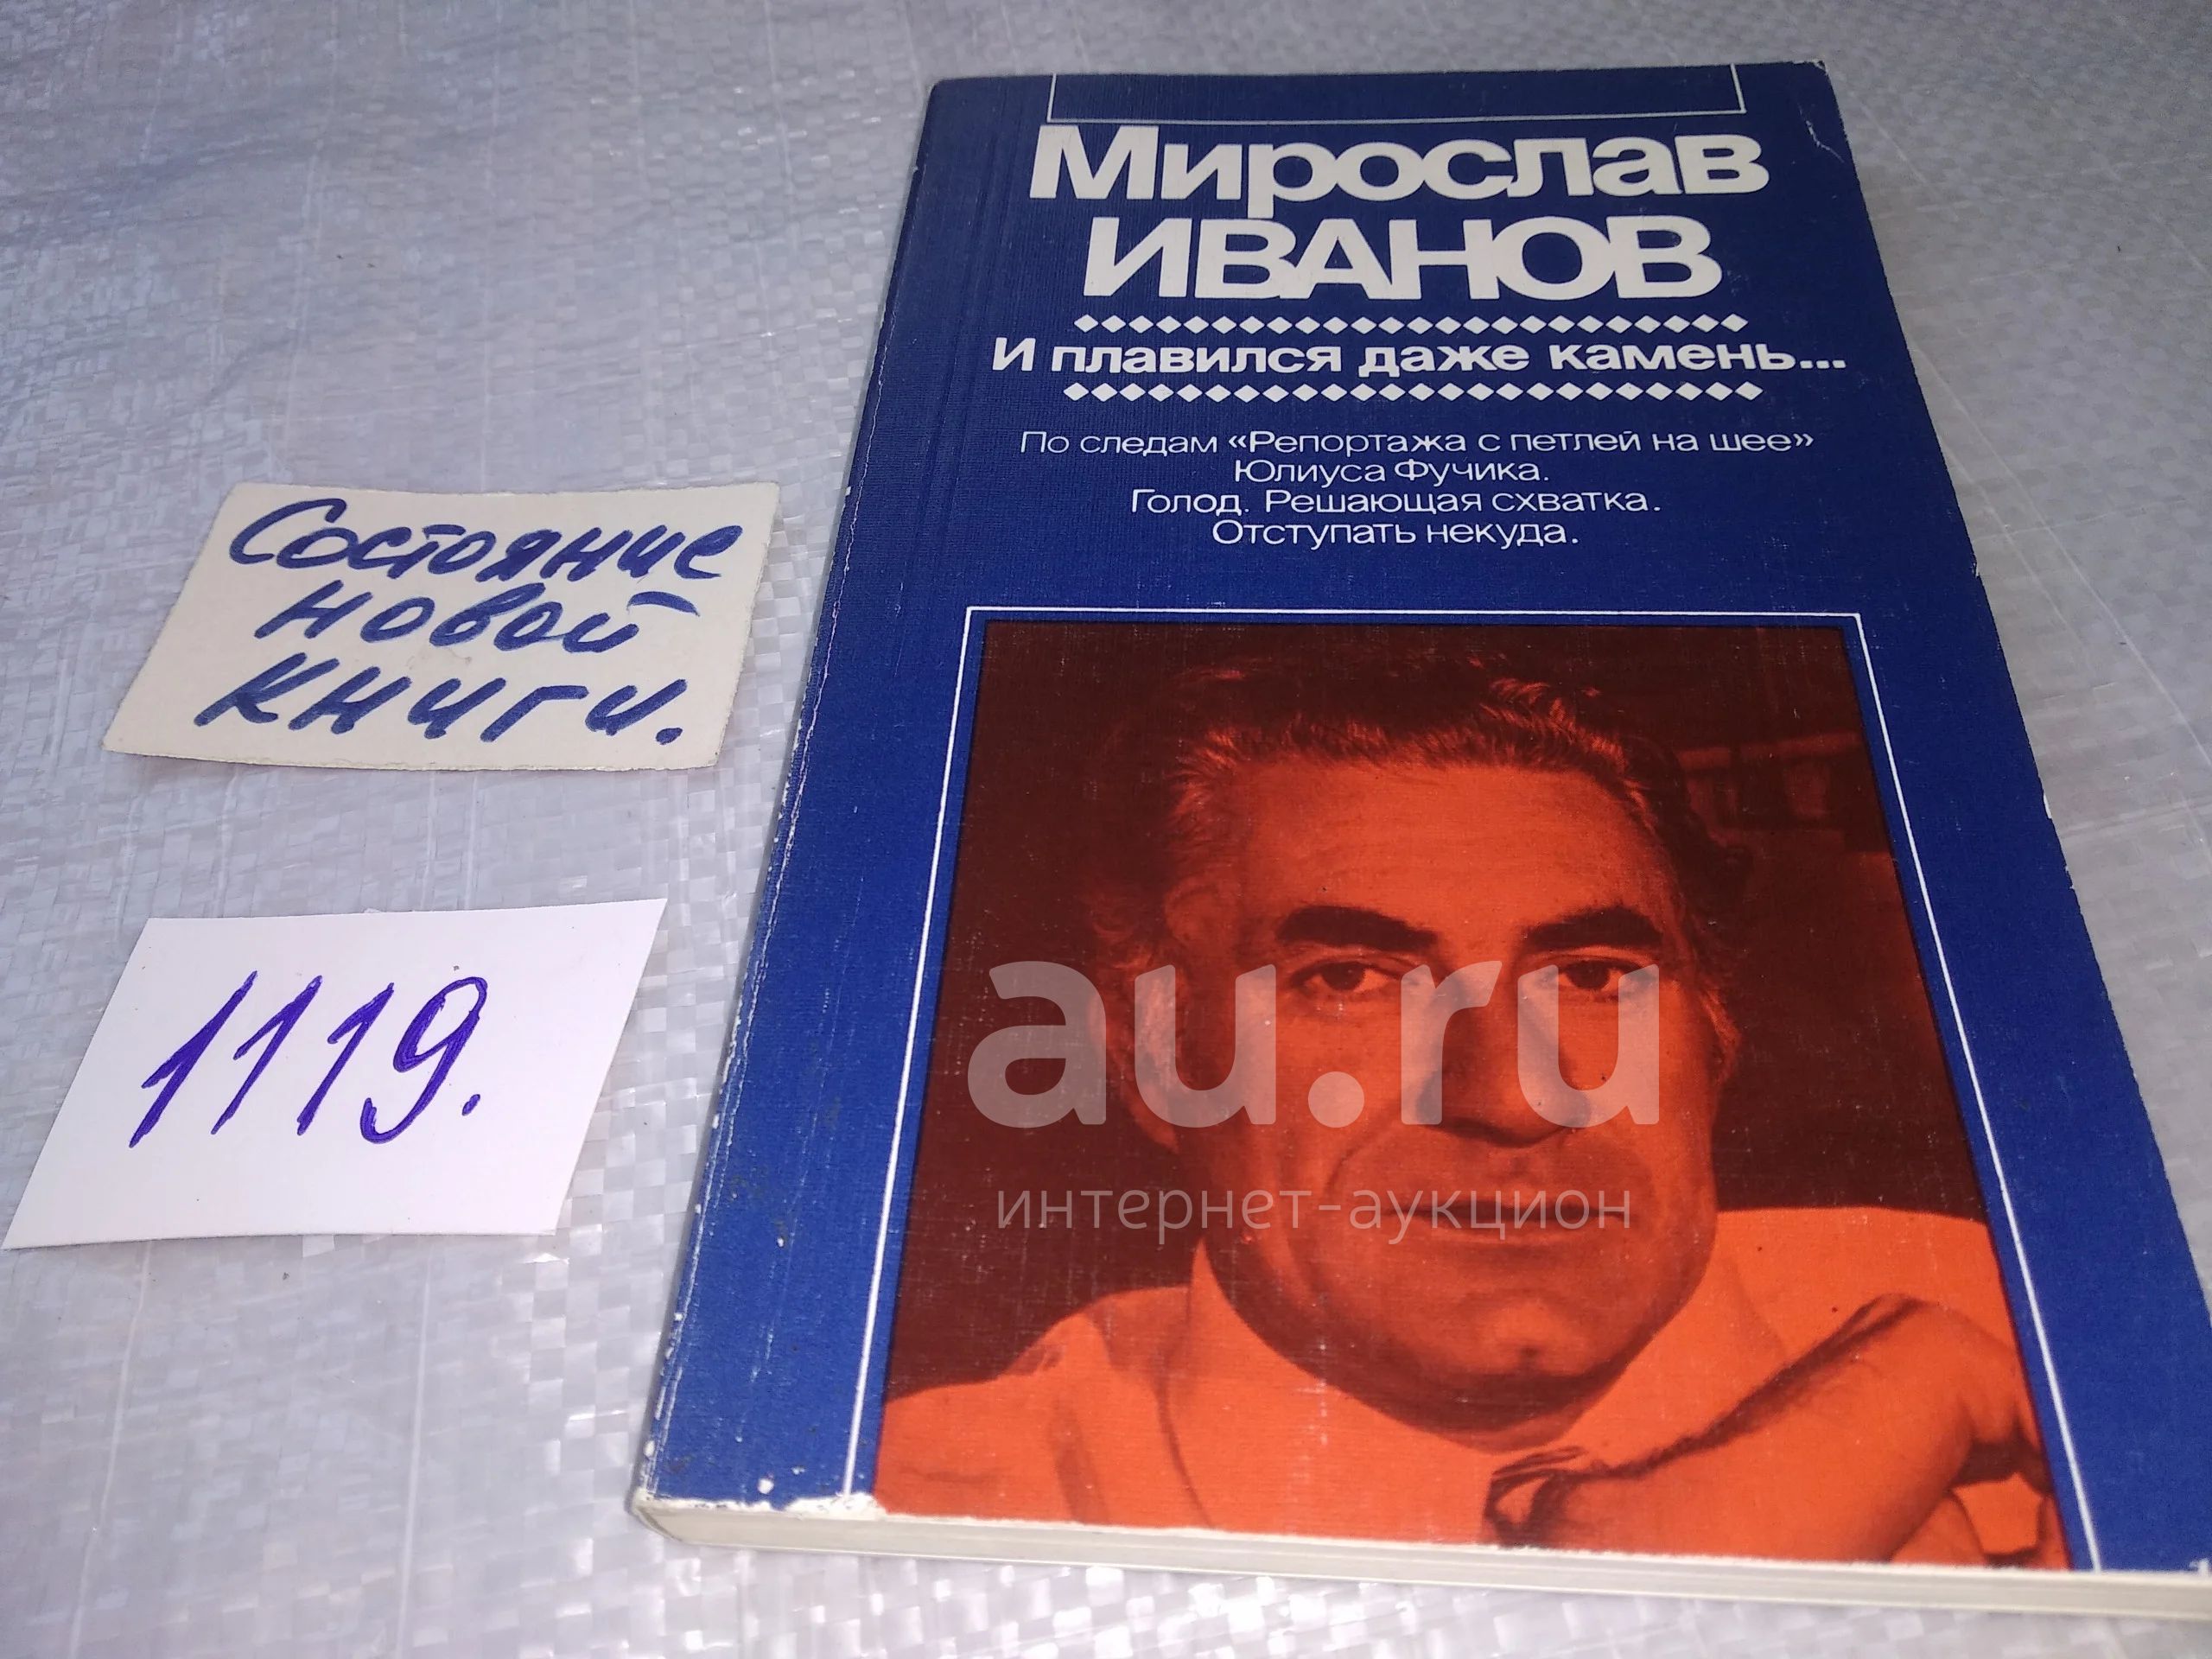 Мирослав
ИВАНОВ
И плавился даже камень...
По следам «Репортажа с петлей на шее»
Юлиуса Фучика.
Голод. Решающая схватка.
Отступать некуда.
Состояние
новой
книги.
1119.
au.ru
интернет-аукцион